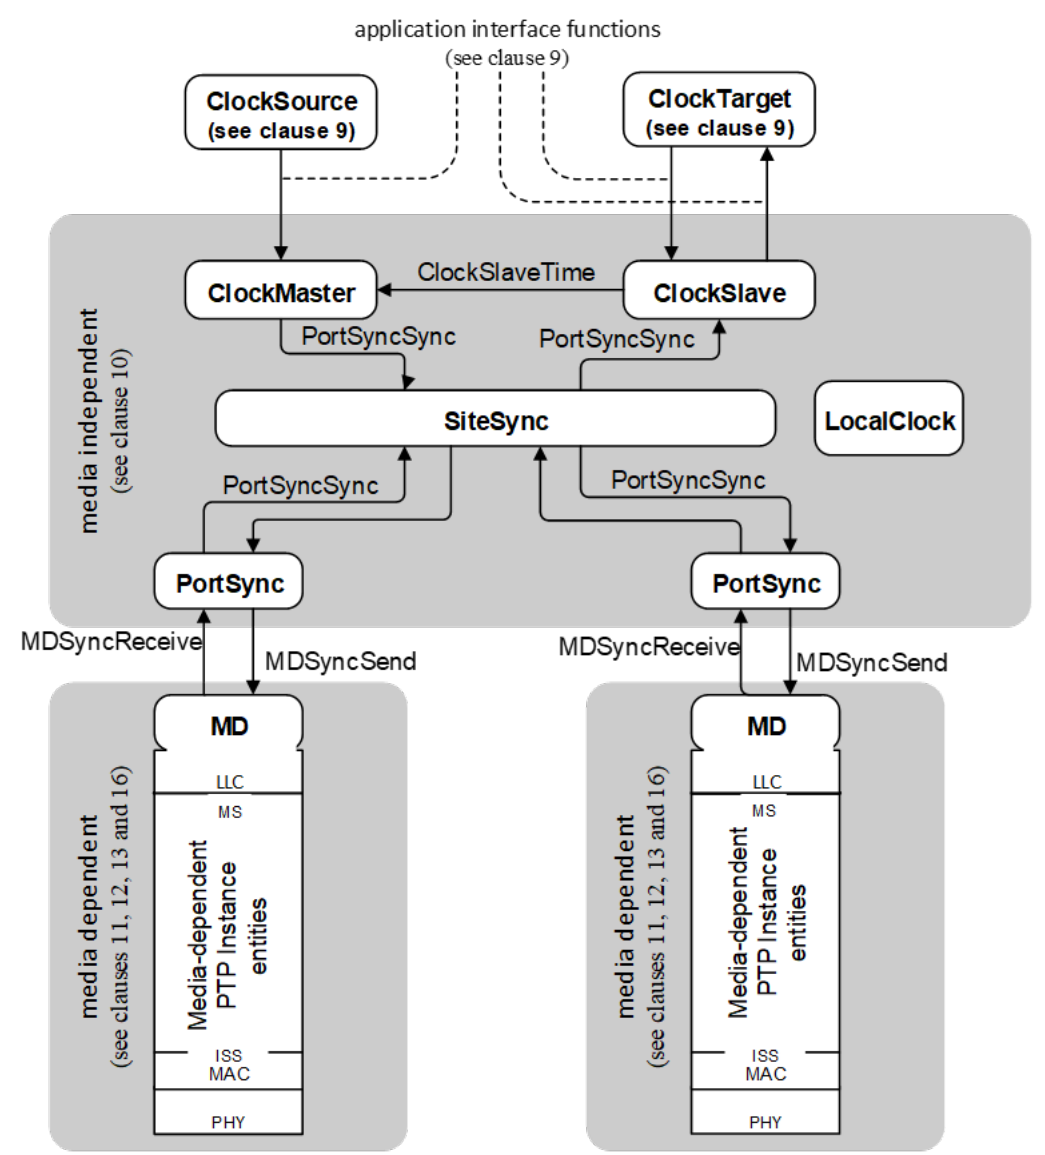 application interface functions
(see clause 9)
ClockSource
(see clause 9)
ClockTarget
(see clause 9)
media independent
(see clause 10)
ClockMaster
ClockSlaveTime
ClockSlave
PortSyncSync
PortSyncSync
SiteSync
LocalClock
PortSyncSync
PortSyncSync
PortSync
PortSync
MDSyncReceive
MDSyncSend
MDSyncReceive
MDSyncSend
media dependent
(see clauses 11, 12, 13 and 16)
MD
LLC
MS
Media-dependent
PTP Instance
entities
ISS
MAC
PHY
media dependent
(see clauses 11, 12, 13 and 16)
MD
LLC
MS
Media-dependent
PTP Instance
entities
ISS
MAC
PHY